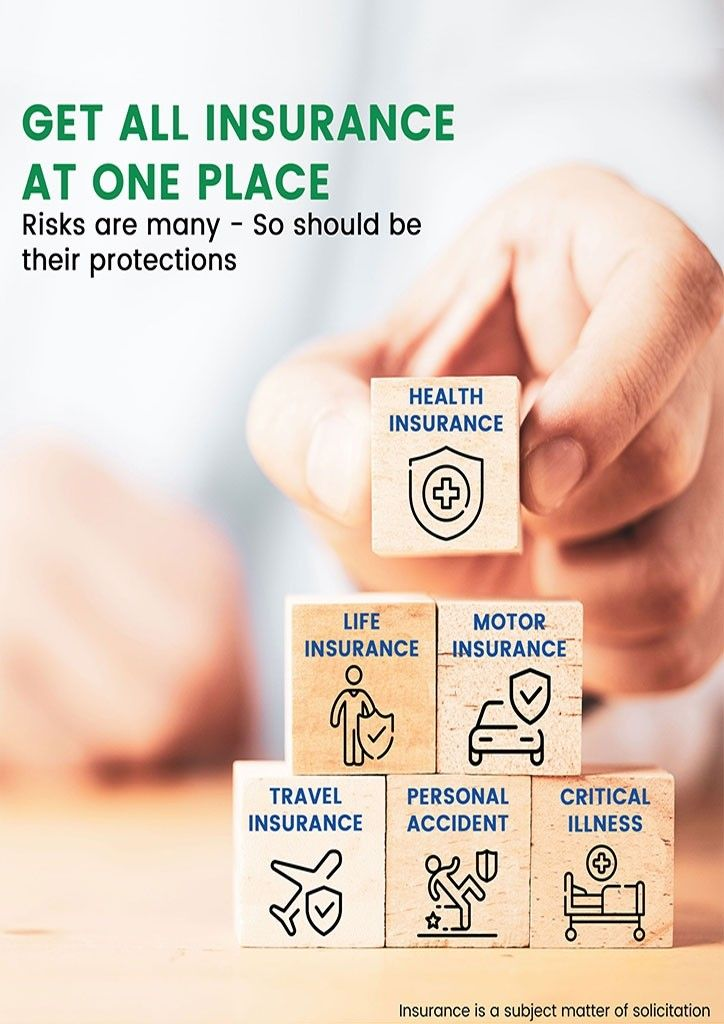 GET ALL INSURANCE
AT ONE PLACE
Risks are many - So should be
their protections
HEALTH
INSURANCE
LIFE
INSURANCE
MOTOR
INSURANCE
TRAVEL
INSURANCE
PERSONAL
ACCIDENT
CRITICAL
ILLNESS
Insurance is a subject matter of solicitation